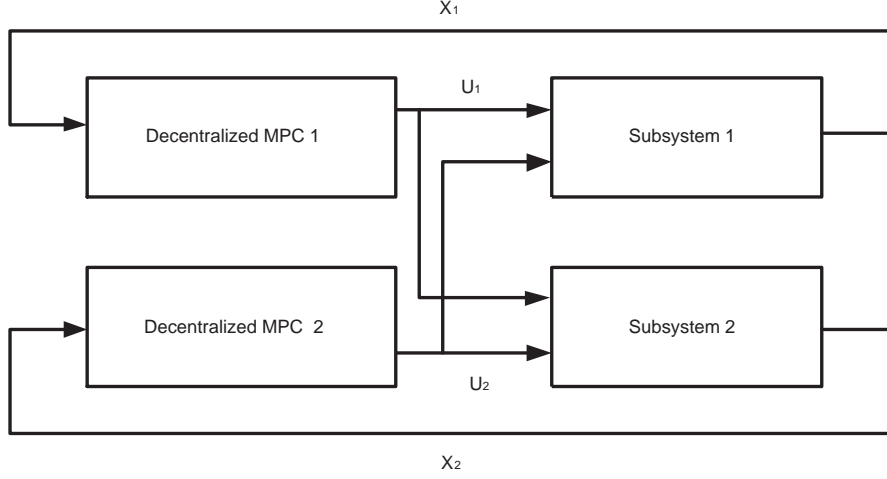 X1
U1
Decentralized MPC 1
Subsystem 1
Decentralized MPC 2
Subsystem 2
U2
X2